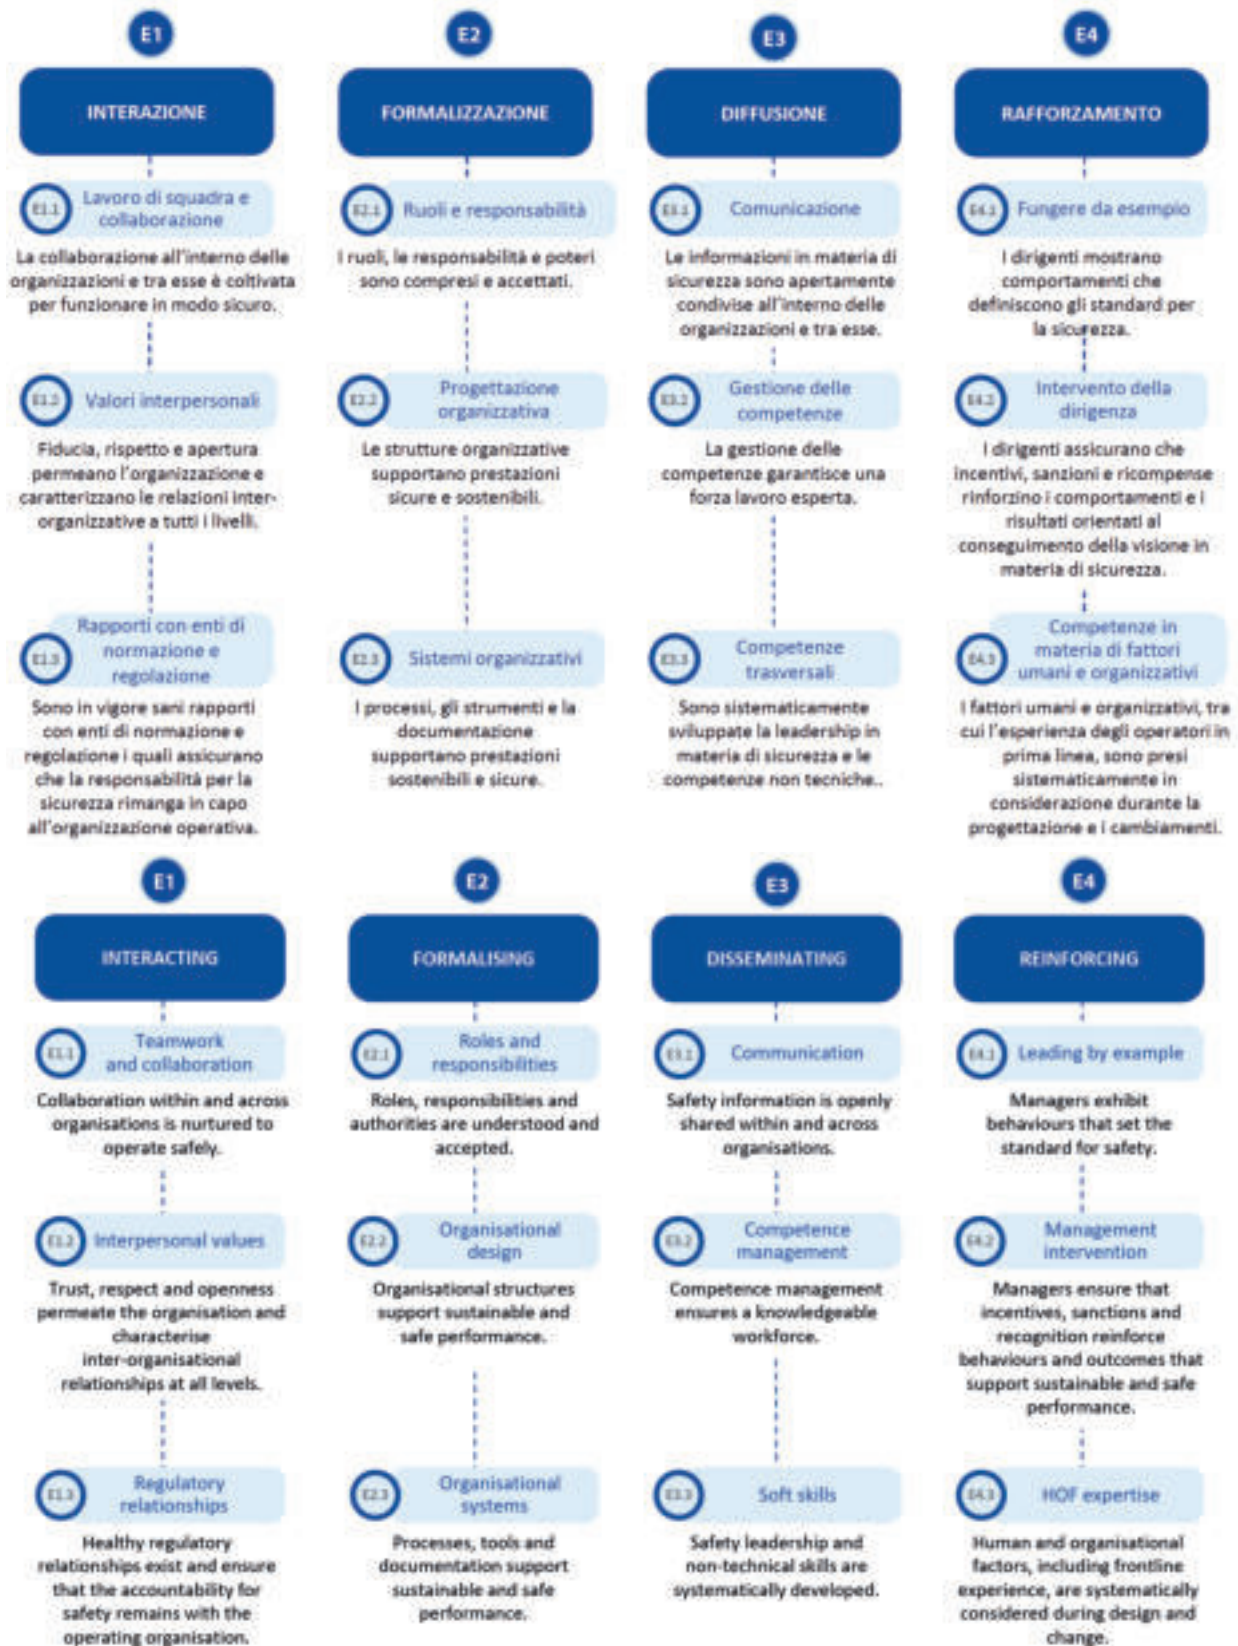 E1
INTERAZIONE
E1.1
Lavoro di squadra e
collaborazione
La collaborazione all'interno delle
organizzazioni e tra esse è coltivata
per funzionare in modo sicuro.
E1.2
Valori interpersonali
Fiducia, rispetto e apertura
permeano l'organizzazione e
caratterizzano le relazioni inter-
organizzative a tutti i livelli.
E1.3
Rapporti con enti di
normazione e
regolazione
Sono in vigore sani rapporti
con enti di normazione e
regolazione i quali assicurano
che la responsabilità per la
sicurezza rimanga in capo
all'organizzazione operativa.
E2
FORMALIZZAZIONE
E2.1
Ruoli e responsabilità
I ruoli, le responsabilità e poteri
sono compresi e accettati.
E2.2
Progettazione
organizzativa
Le strutture organizzative
supportano prestazioni
sicure e sostenibili.
E2.3
Sistemi organizzativi
I processi, gli strumenti e la
documentazione
supportano prestazioni
sostenibili e sicure.
E3
DIFFUSIONE
E3.1
Comunicazione
Le informazioni in materia di
sicurezza sono apertamente
condivise all'interno delle
organizzazioni e tra esse.
E3.2
Gestione delle
competenze
La gestione delle
competenze garantisce una
forza lavoro esperta.
E3.3
Competenze
trasversali
Sono sistematicamente
sviluppate la leadership in
materia di sicurezza e le
competenze non tecniche..
E4
RAFFORZAMENTO
E4.1
Fungere da esempio
I dirigenti mostrano
comportamenti che
definiscono gli standard per
la sicurezza.
E4.2
Intervento della
dirigenza
I dirigenti assicurano che
incentivi, sanzioni e ricompense
rinforzino i comportamenti e i
risultati orientati al
conseguimento della visione in
materia di sicurezza.
E4.3
Competenze in
materia di fattori
umani e organizzativi
I fattori umani e organizzativi, tra
cui l'esperienza degli operatori in
prima linea, sono presi
sistematicamente in
considerazione durante la
progettazione e i cambiamenti.
E1
INTERACTING
E1.1
Teamwork
and collaboration
Collaboration within and across
organisations is nurtured to
operate safely.
E1.2
Interpersonal values
Trust, respect and openness
permeate the organisation and
characterise
inter-organisational
relationships at all levels.
E1.3
Regulatory
relationships
Healthy regulatory
relationships exist and ensure
that the accountability for
safety remains with the
operating organisation.
E2
FORMALISING
E2.1
Roles and
responsibilities
Roles, responsibilities and
authorities are understood and
accepted.
E2.2
Organisational
design
Organisational structures
support sustainable and
safe performance.
E2.3
Organisational
systems
Processes, tools and
documentation support
sustainable and safe
performance.
E3
DISSEMINATING
E3.1
Communication
Safety information is openly
shared within and across
organisations.
E3.2
Competence
management
Competence management
ensures a knowledgeable
workforce.
E3.3
Soft skills
Safety leadership and
non-technical skills are
systematically developed.
E4
REINFORCING
E4.1
Leading by example
Managers exhibit
behaviours that set the
standard for safety.
E4.2
Management
intervention
Managers ensure that
incentives, sanctions and
recognition reinforce
behaviours and outcomes that
support sustainable and safe
performance.
E4.3
HOF expertise
Human and organisational
factors, including frontline
experience, are systematically
considered during design and
change.